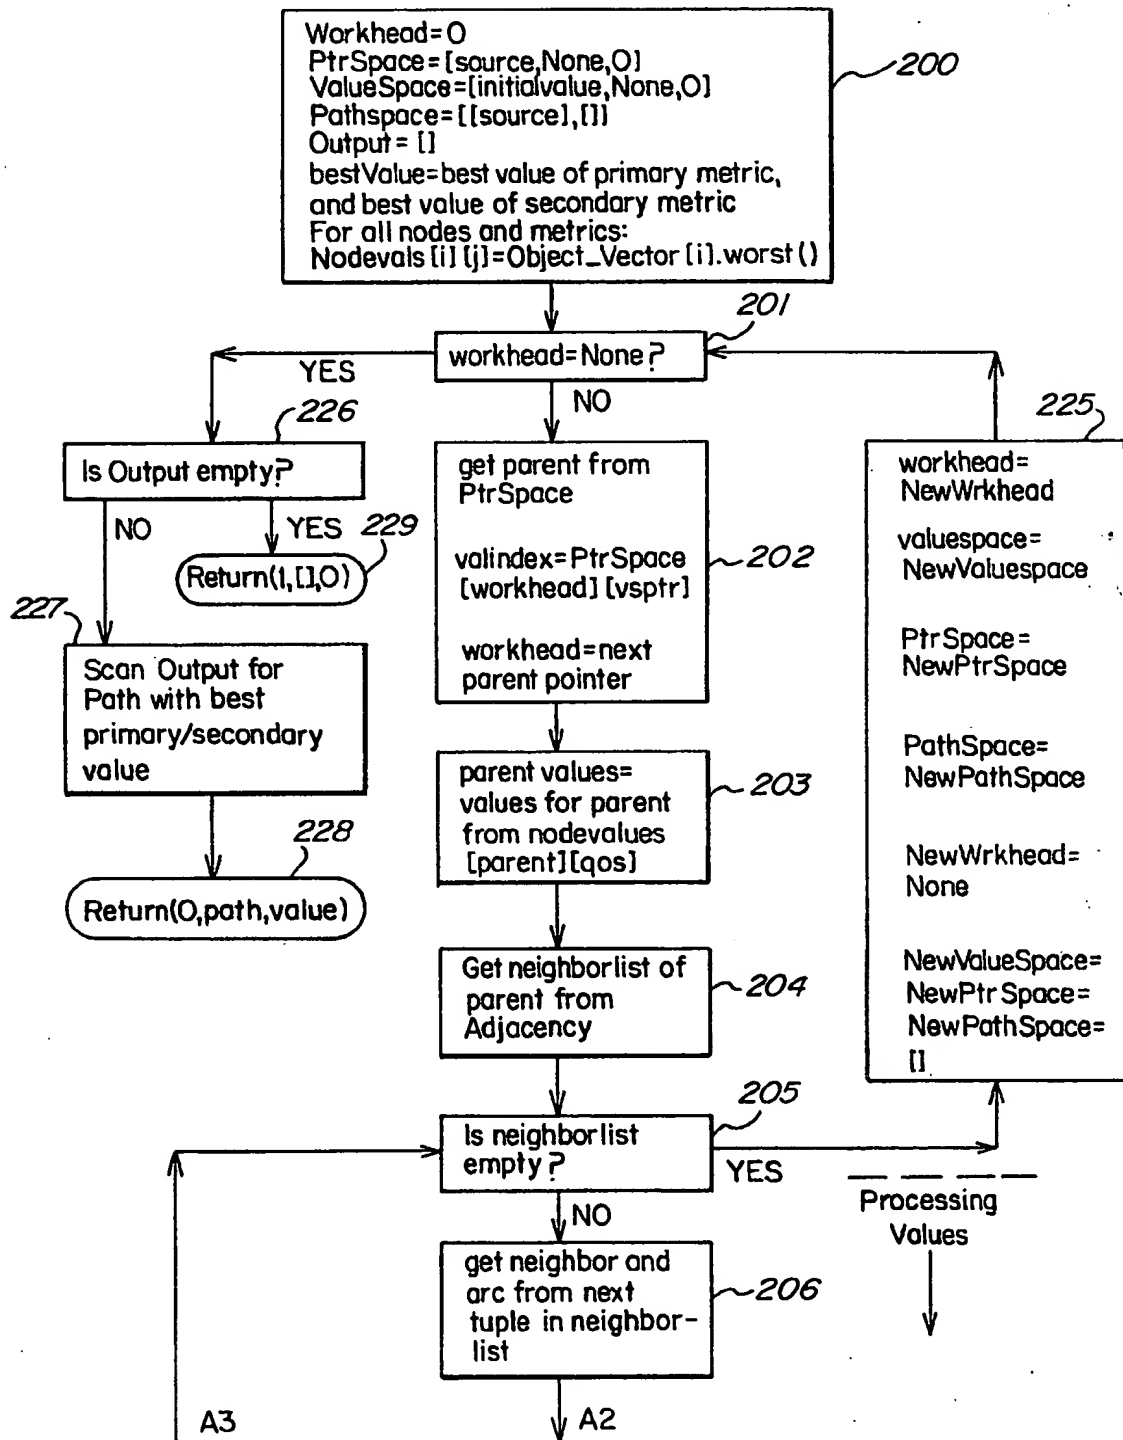 Workhead=0
PtrSpace=[source,None,0]
ValueSpace=[initialvalue,None,0]
Pathspace=[[source],[]]
Output=[]
bestValue=best value of primary metric,
and best value of secondary metric
For all nodes and metrics:
Nodevals[i][j]=Object_Vector[i].worst()
200
201
workhead=None?
YES
NO
226
Is Output empty?
NO
YES
229
Return(1,[],0)
227
Scan Output for
Path with best
primary/secondary
value
228
Return(0,path,value)
get parent from
PtrSpace
valindex=PtrSpace
[workhead][vsptr]
workhead=next
parent pointer
202
parent values=
values for parent
from nodevalues
[parent][qos]
203
Get neighborlist of
parent from
Adjacency
204
205
Is neighborlist
empty?
YES
NO
get neighbor and
arc from next
tuple in neighbor-
list
206
225
workhead=
NewWrkhead
valuespace=
NewValuespace
PtrSpace=
NewPtrSpace
PathSpace=
NewPathSpace
NewWrkhead=
None
NewValueSpace=
NewPtrSpace=
NewPathSpace=
[]
Processing
Values
A3
A2